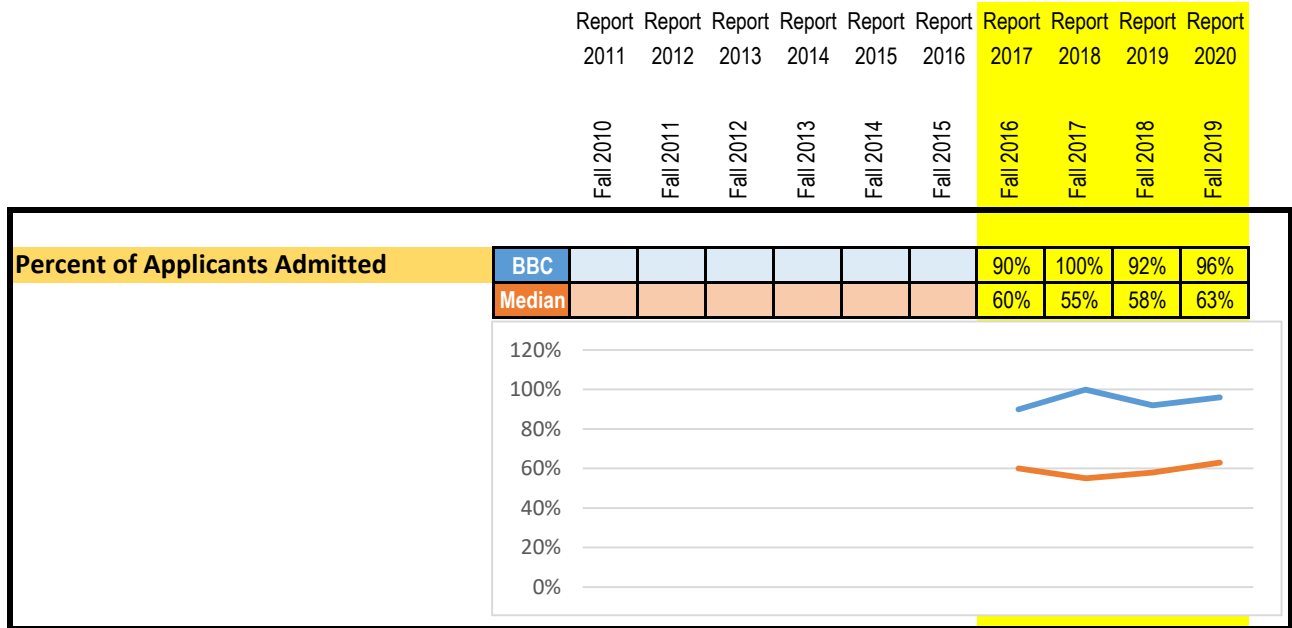 Report Report Report Report Report Report Report Report Report Report
2011 2012 2013 2014 2015 2016 2017 2018 2019 2020
Fall 2010 Fall 2011 Fall 2012 Fall 2013 Fall 2014 Fall 2015 Fall 2016 Fall 2017 Fall 2018 Fall 2019
Percent of Applicants Admitted BBC 90% 100% 92% 96%
Median 60% 55% 58% 63%
120%
100%
80%
60%
40%
20%
0%